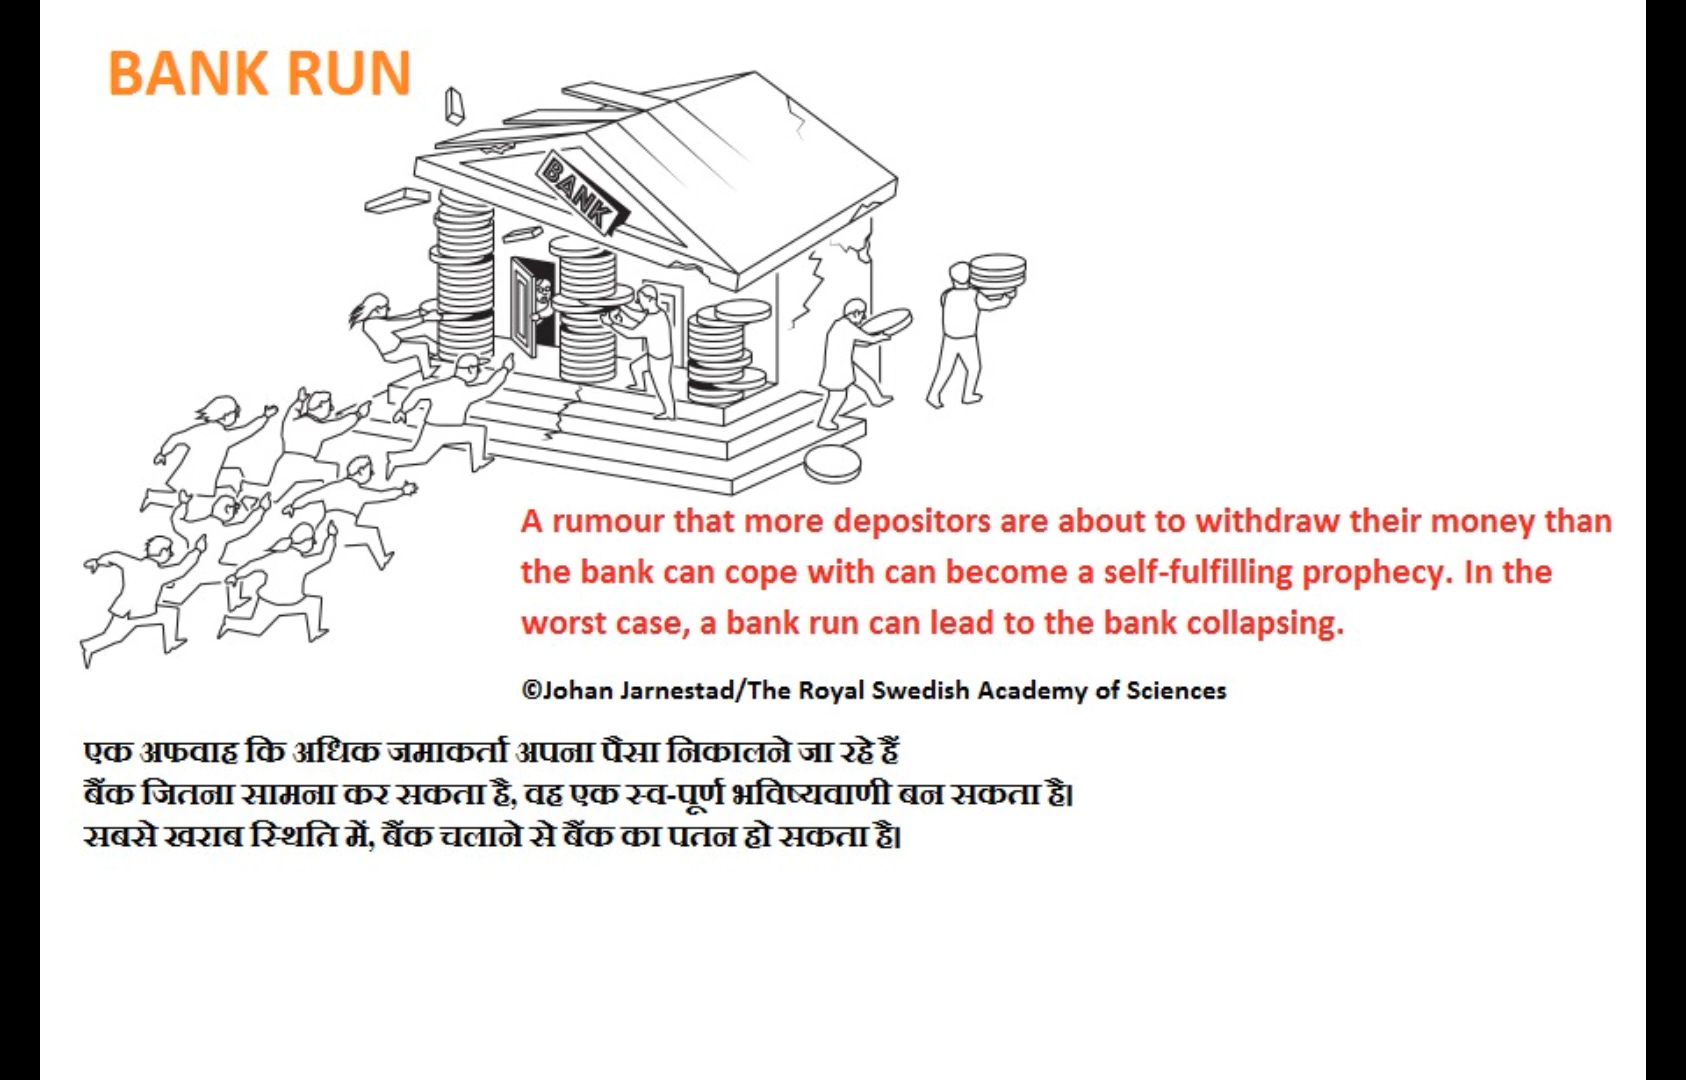 BANK RUN
BANK
A rumour that more depositors are about to withdraw their money than
the bank can cope with can become a self-fulfilling prophecy. In the
worst case, a bank run can lead to the bank collapsing.
©Johan Jarnestad/The Royal Swedish Academy of Sciences
एक अफवाह कि अधिक जमाकर्ता अपना पैसा निकालने जा रहे हैं
बैंक जितना सामना कर सकता है, वह एक स्व-पूर्ण भविष्यवाणी बन सकता है।
सबसे खराब स्थिति में, बैंक चलाने से बैंक का पतन हो सकता है।